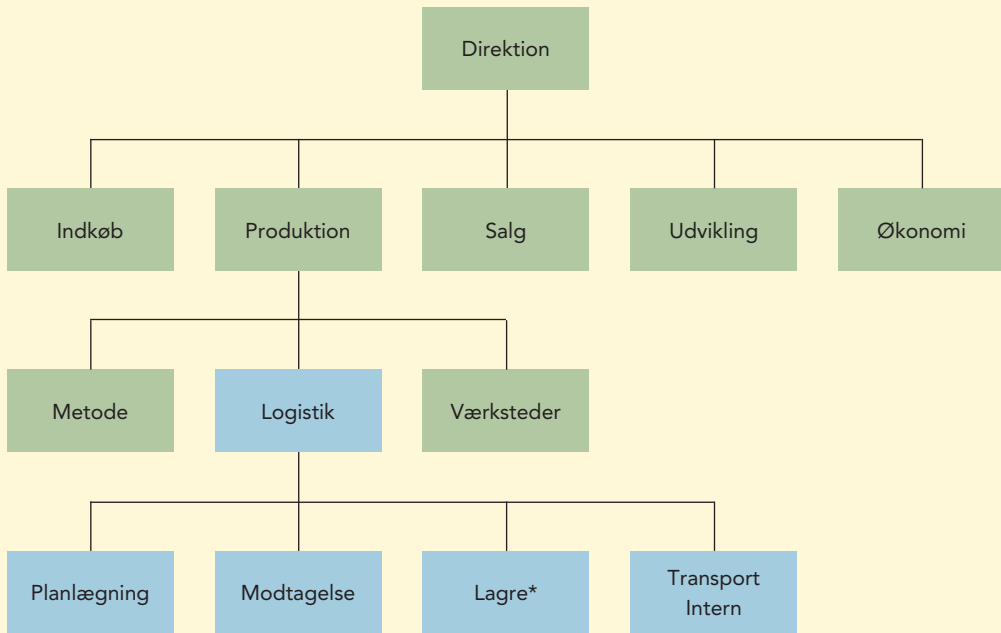 Direktion
Indkøb
Produktion
Salg
Udvikling
Økonomi
Metode
Logistik
Værksteder
Planlægning
Modtagelse
Lagre*
Transport
Intern